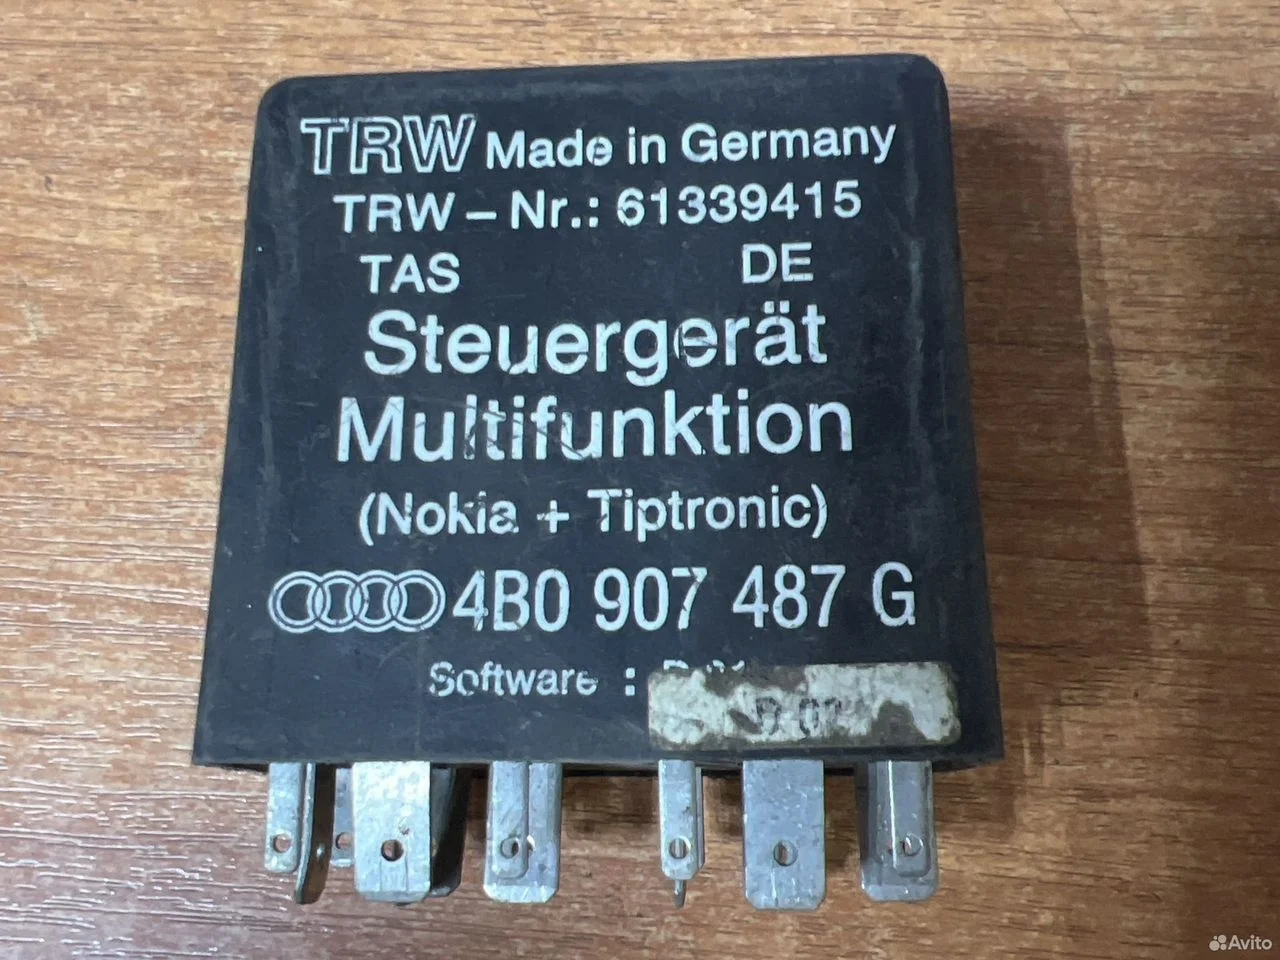 TRW Made in Germany
TRW – Nr.: 61339415
TAS DE
Steuergerät
Multifunktion
(Nokia + Tiptronic)
4B0 907 487 G
Software :
Avito